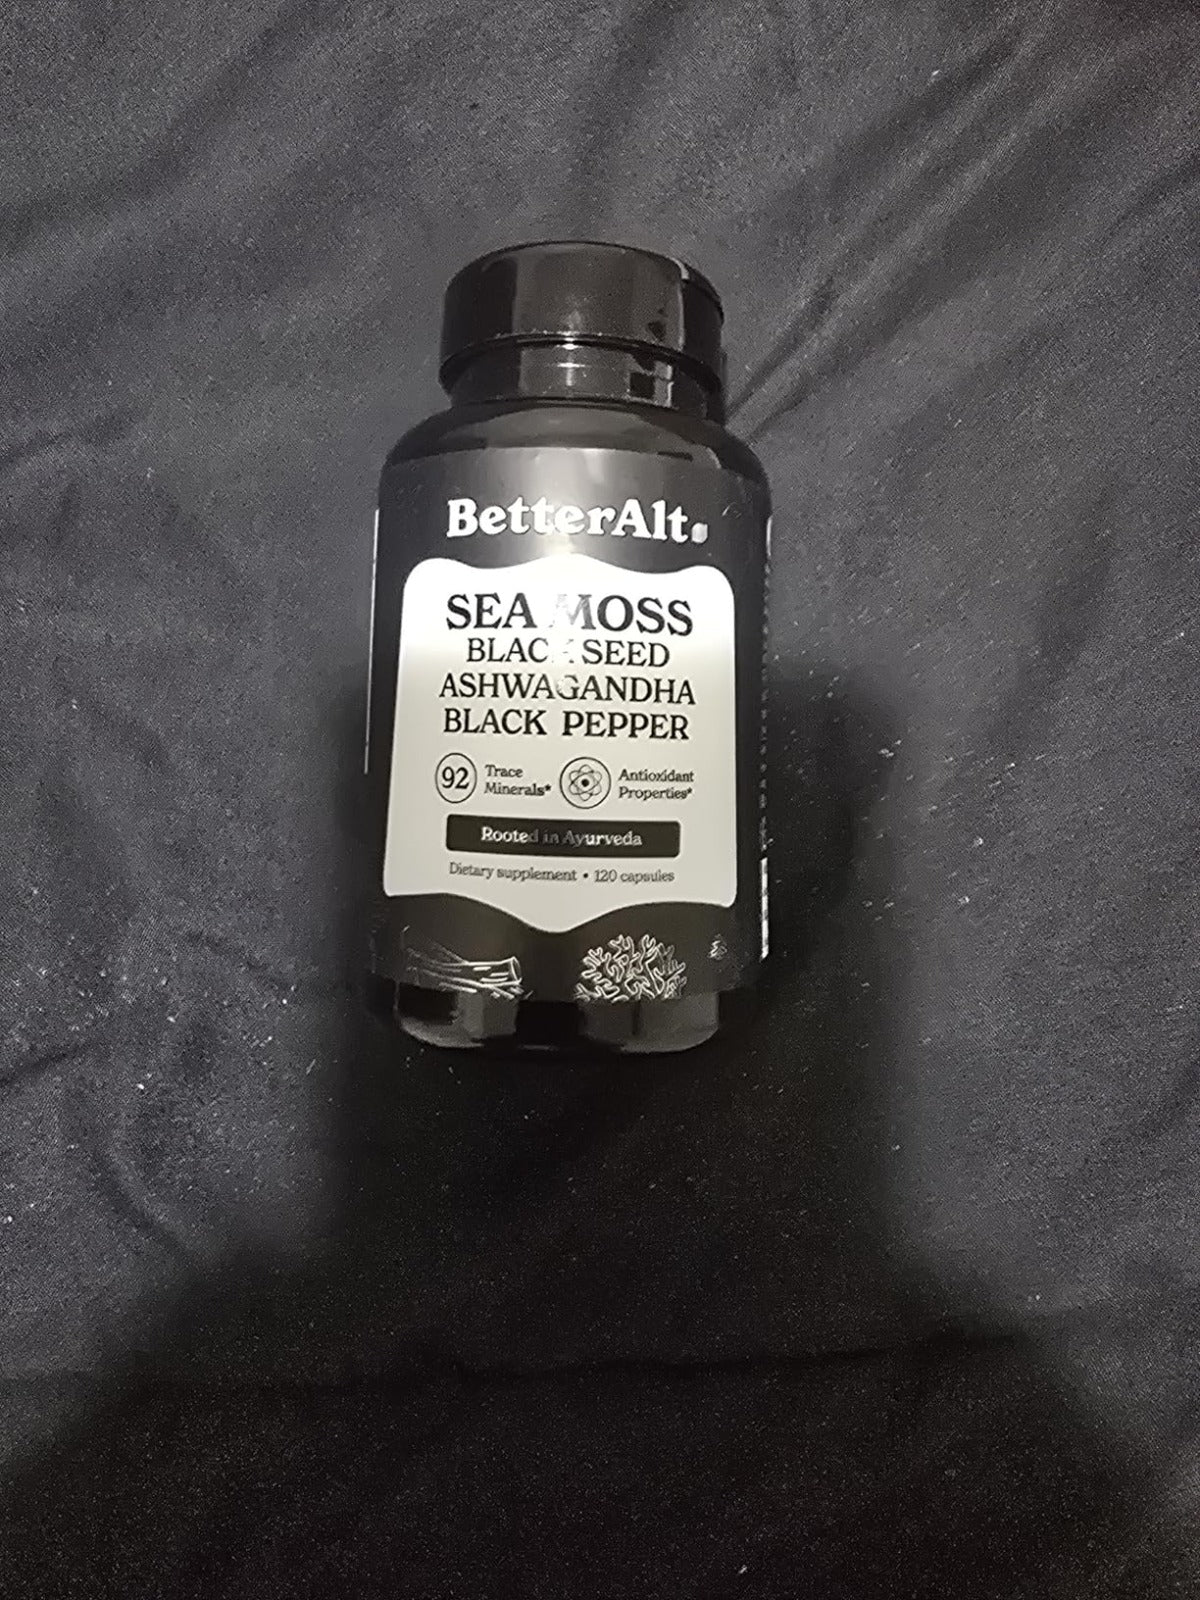 BetterAlt
SEA MOSS
BLACK SEED
ASHWAGANDHA
BLACK PEPPER
92 Trace Minerals*
Antioxidant Properties*
Rooted in Ayurveda
Dietary supplement • 120 capsules